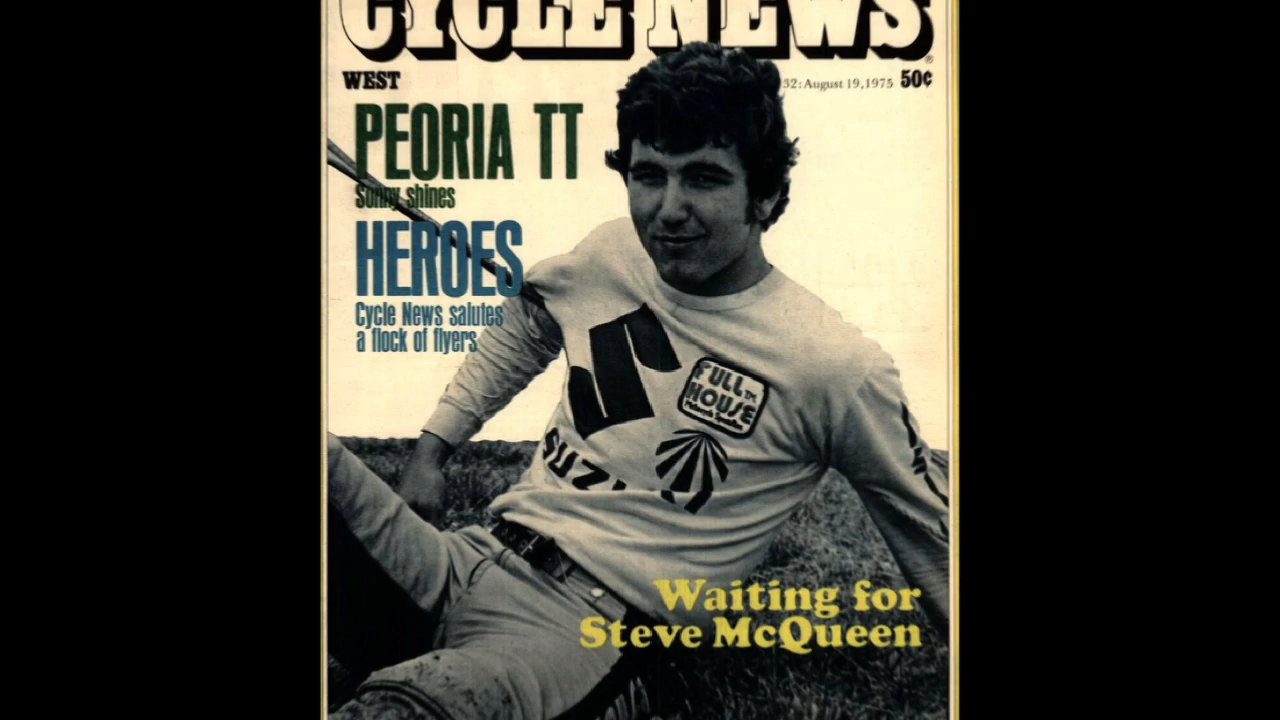 CYCLE NEWS
WEST
32: August 19, 1975 50¢
PEORIA TT
Sonny shines
HEROES
Cycle News salutes
a flock of flyers
FULL
HOUSE
SUZU
Waiting for
Steve McQueen